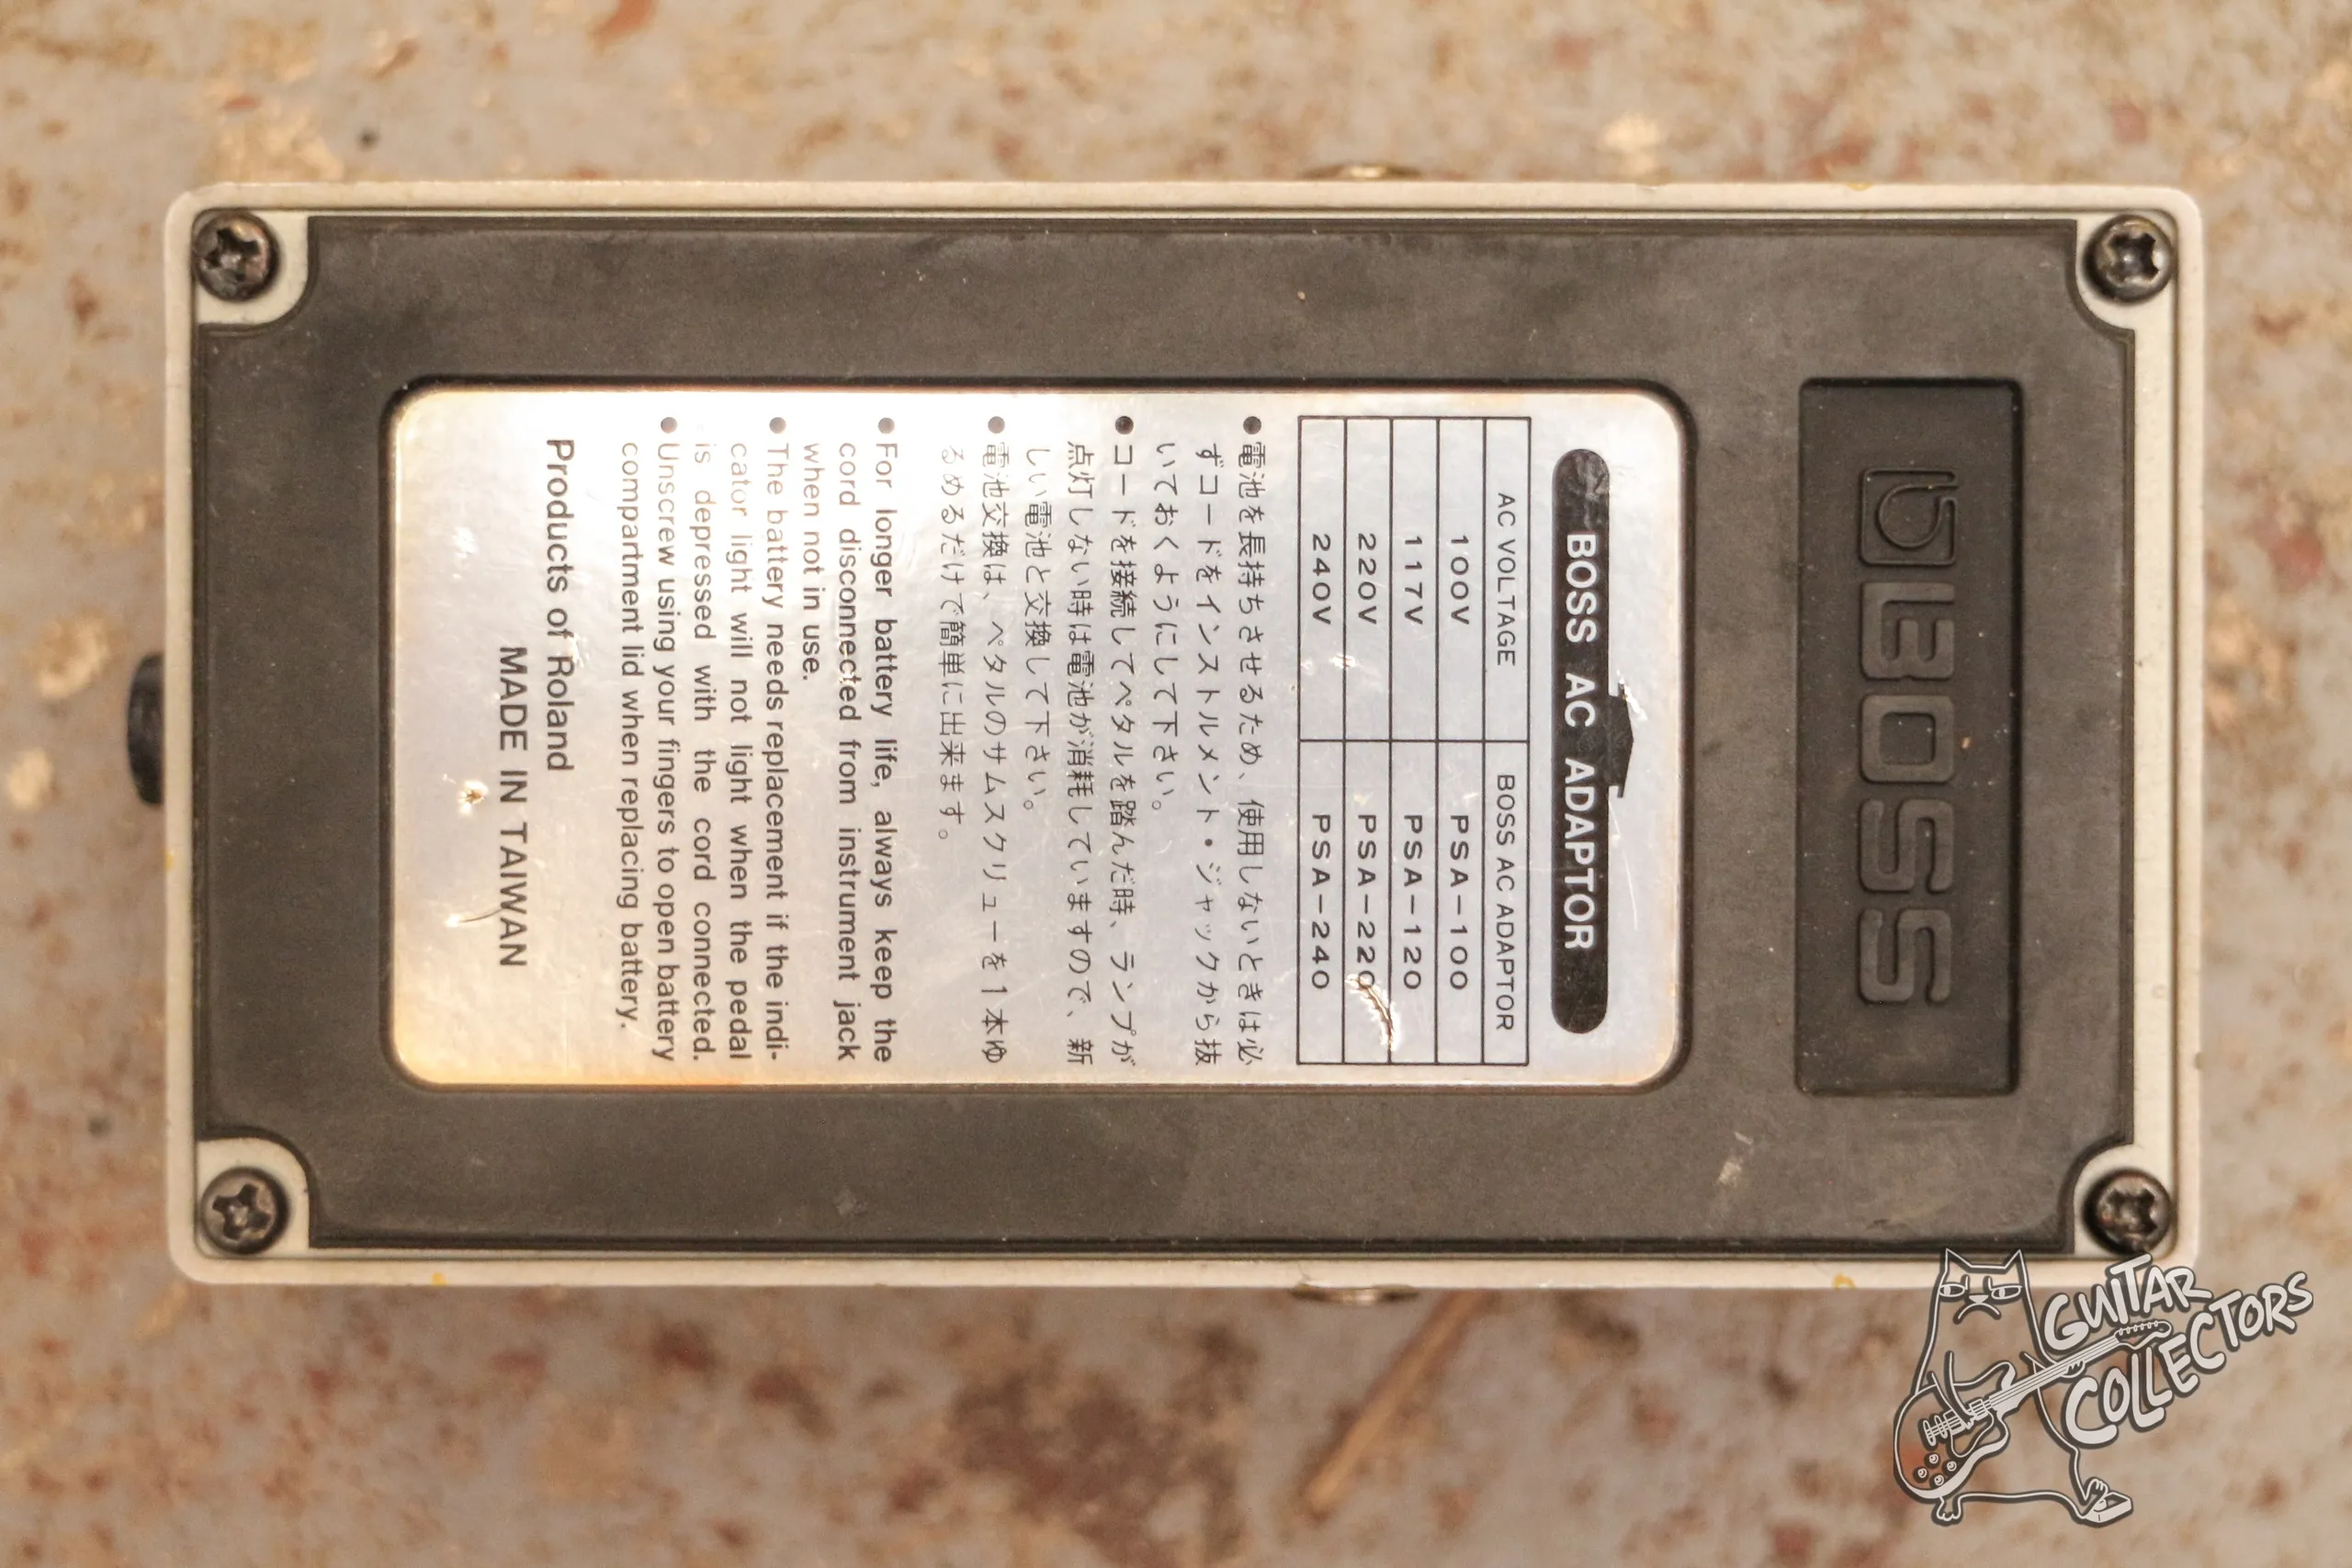 BOSS
BOSS AC ADAPTOR
AC VOLTAGE BOSS AC ADAPTOR
100V PSA-100
117V PSA-120
220V PSA-220
240V PSA-240
●電池を長持ちさせるため、使用しないときは必
ずコードをインストルメント・ジャックから抜
いておくようにして下さい。
●コードを接続してペタルを踏んだ時、ランプが
点灯しない時は電池が消耗していますので、新
しい電池と交換して下さい。
●電池交換は、ペタルのサムスクリューを1本ゆ
るめるだけで簡単に出来ます。
●For longer battery life, always keep the
cord disconnected from instrument jack
when not in use.
●The battery needs replacement if the indi-
cator light will not light when the pedal
is depressed with the cord connected.
●Unscrew using your fingers to open battery
compartment lid when replacing battery.
Products of Roland
MADE IN TAIWAN
GUITAR
COLLECTORS